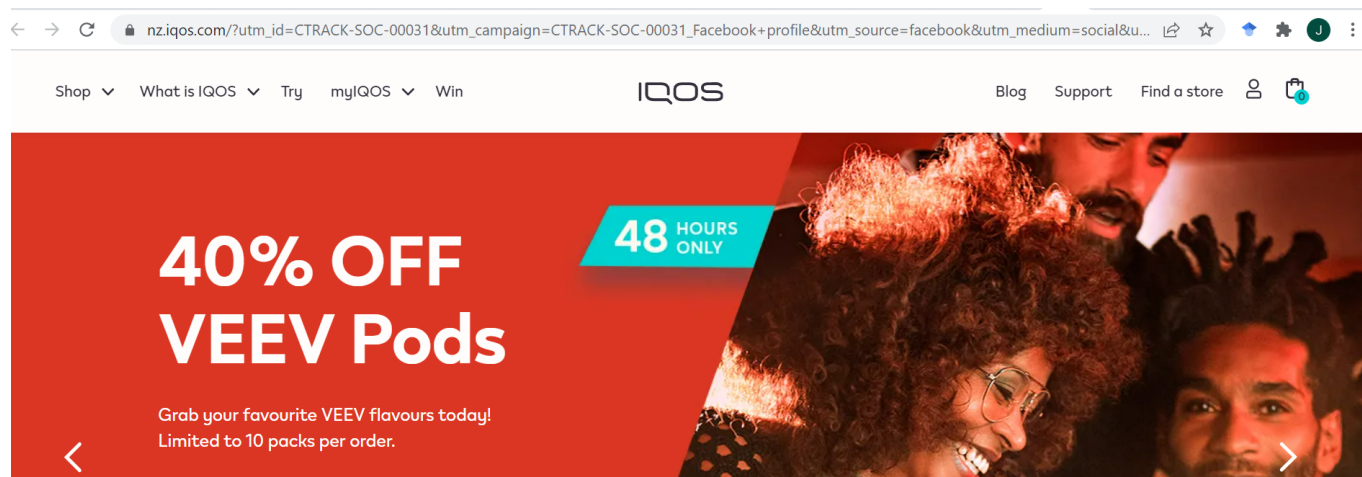 nz.iqos.com/?utm_id=CTRACK-SOC-00031&utm_campaign=CTRACK-SOC-00031_Facebook+profile&utm_source=facebook&utm_medium=social&u...
J
Shop What is IQOS Try myIQOS Win IQOS Blog Support Find a store 0
48 HOURS
ONLY
40% OFF
VEEV Pods
Grab your favourite VEEV flavours today!
Limited to 10 packs per order.